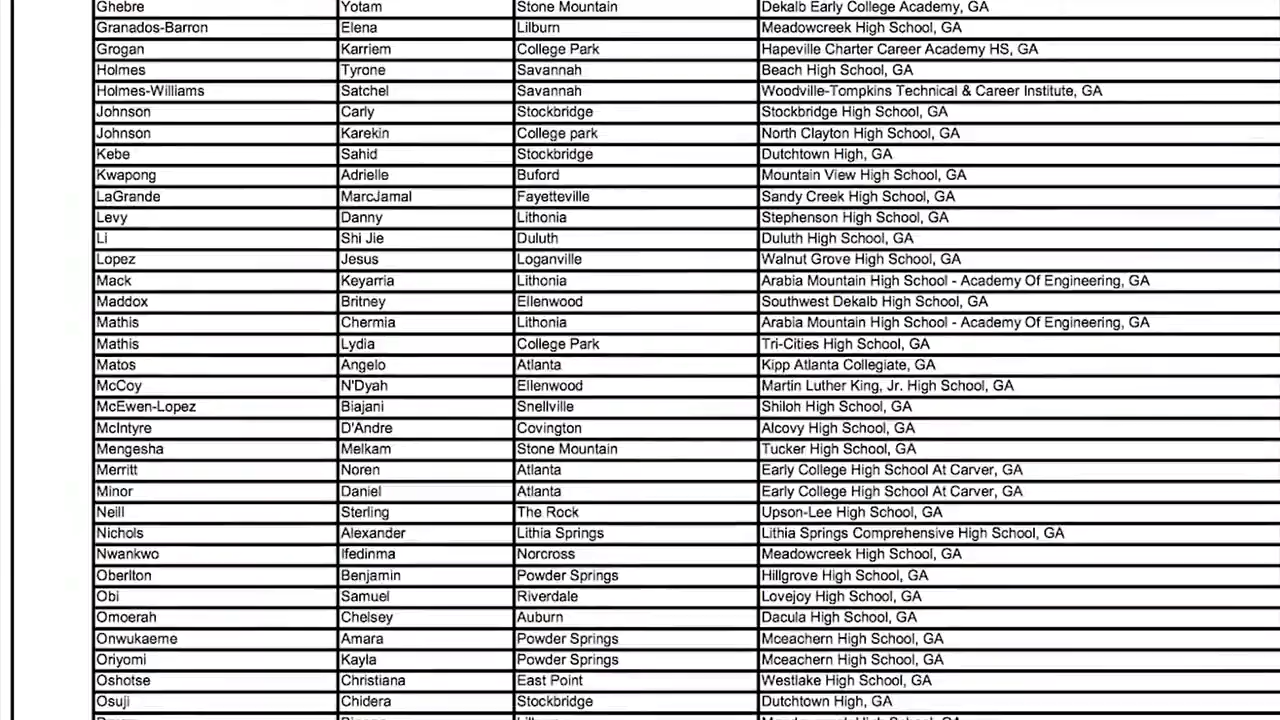 Ghebre Yotam Stone Mountain Dekalb Early College Academy, GA
Granados-Barron Elena Lilburn Meadowcreek High School, GA
Grogan Karriem College Park Hapeville Charter Career Academy HS, GA
Holmes Tyrone Savannah Beach High School, GA
Holmes-Williams Satchel Savannah Woodville-Tompkins Technical & Career Institute, GA
Johnson Carly Stockbridge Stockbridge High School, GA
Johnson Karekin College park North Clayton High School, GA
Kebe Sahid Stockbridge Dutchtown High, GA
Kwapong Adrielle Buford Mountain View High School, GA
LaGrande MarcJamal Fayetteville Sandy Creek High School, GA
Levy Danny Lithonia Stephenson High School, GA
Li Shi Jie Duluth Duluth High School, GA
Lopez Jesus Loganville Walnut Grove High School, GA
Mack Keyarria Lithonia Arabia Mountain High School - Academy Of Engineering, GA
Maddox Britney Ellenwood Southwest Dekalb High School, GA
Mathis Chermia Lithonia Arabia Mountain High School - Academy Of Engineering, GA
Mathis Lydia College Park Tri-Cities High School, GA
Matos Angelo Atlanta Kipp Atlanta Collegiate, GA
McCoy N'Dyah Ellenwood Martin Luther King, Jr. High School, GA
McEwen-Lopez Biajani Snellville Shiloh High School, GA
McIntyre D'Andre Covington Alcovy High School, GA
Mengesha Melkam Stone Mountain Tucker High School, GA
Merritt Noren Atlanta Early College High School At Carver, GA
Minor Daniel Atlanta Early College High School At Carver, GA
Neill Sterling The Rock Upson-Lee High School, GA
Nichols Alexander Lithia Springs Lithia Springs Comprehensive High School, GA
Nwankwo Ifedinma Norcross Meadowcreek High School, GA
Oberlton Benjamin Powder Springs Hillgrove High School, GA
Obi Samuel Riverdale Lovejoy High School, GA
Omoerah Chelsey Auburn Dacula High School, GA
Onwukaeme Amara Powder Springs Mceachern High School, GA
Oriyomi Kayla Powder Springs Mceachern High School, GA
Oshotse Christiana East Point Westlake High School, GA
Osuji Chidera Stockbridge Dutchtown High, GA